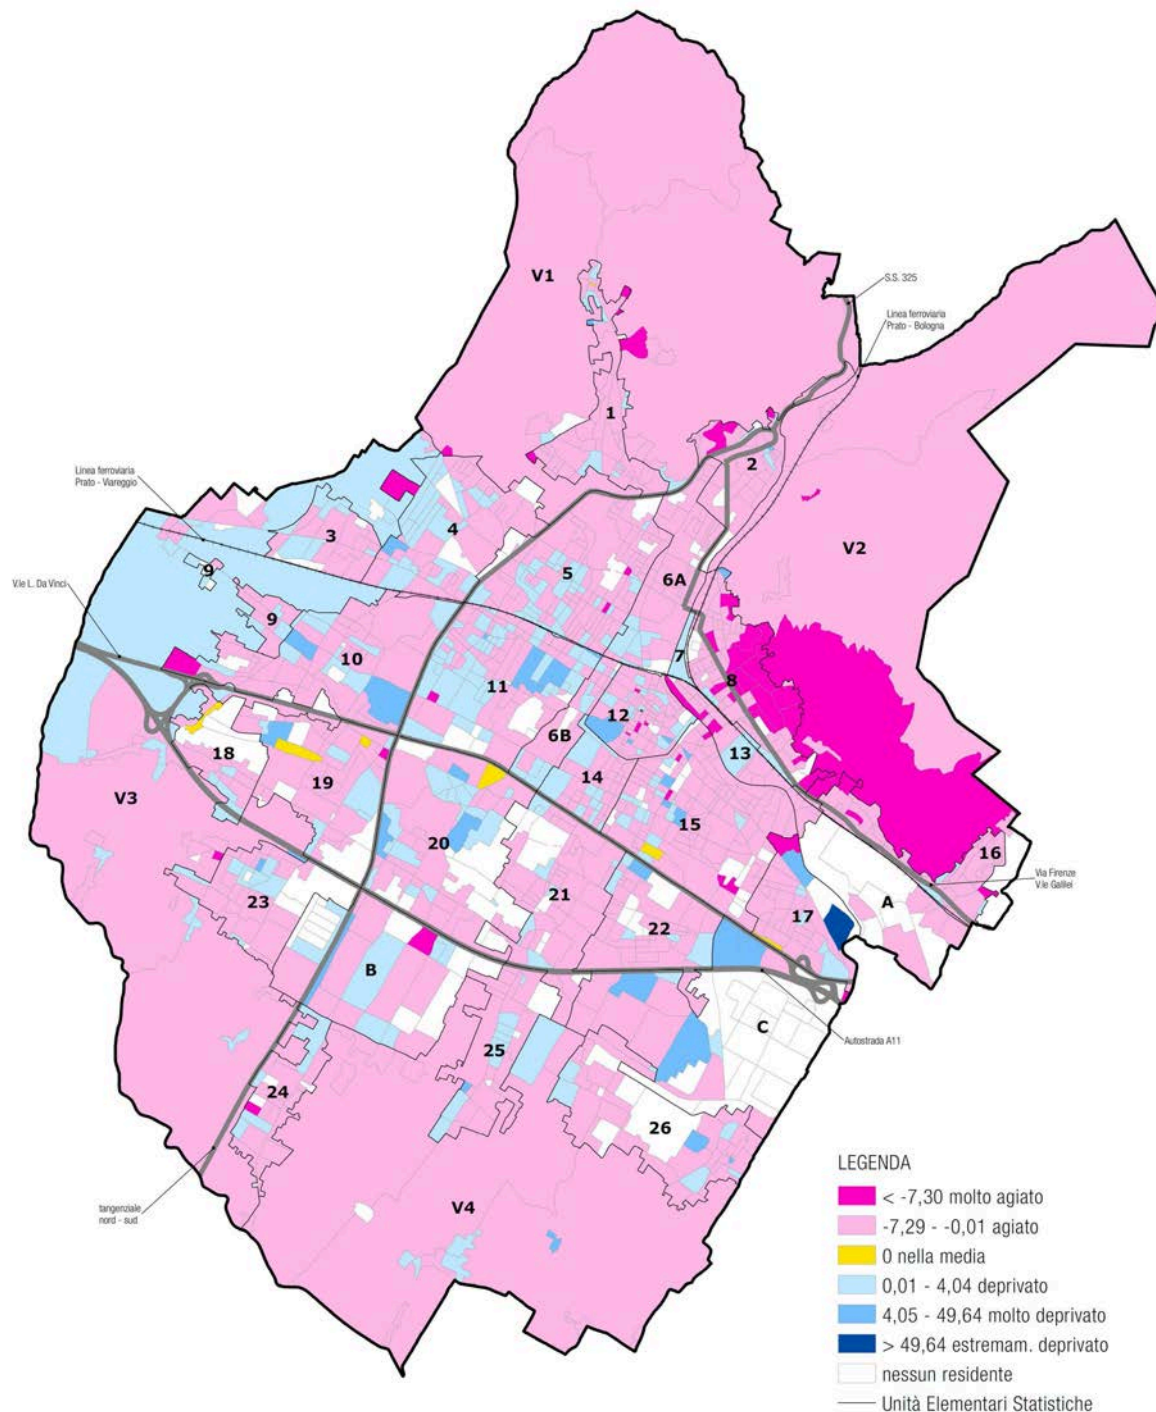 V1
S.S. 325
Linea ferroviaria
Prato - Bologna
1
2
Linea ferroviaria
Prato - Viareggio
3
4
V2
5
6A
9
V.le L. Da Vinci
9
10
7
8
11
12
6B
13
18
14
19
V3
15
20
16
21
Via Firenze
V.le Galilei
23
A
17
22
B
C
25
Autostrada A11
24
26
tangenziale
nord - sud
V4
LEGENDA
< -7,30 molto agiato
-7,29 - -0,01 agiato
0 nella media
0,01 - 4,04 deprivato
4,05 - 49,64 molto deprivato
> 49,64 estremam. deprivato
nessun residente
Unità Elementari Statistiche